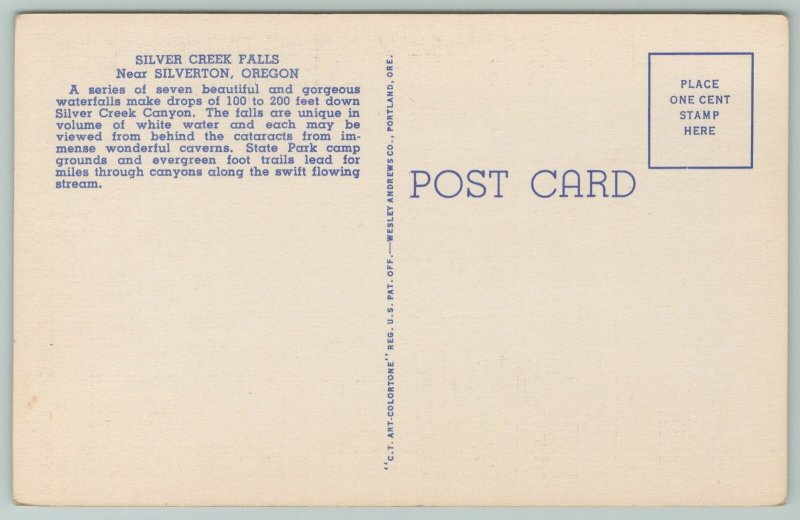 SILVER CREEK FALLS
Near SILVERTON, OREGON
A series of seven beautiful and gorgeous
waterfalls make drops of 100 to 200 feet down
Silver Creek Canyon. The falls are unique in
volume of white water and each may be
viewed from behind the cataracts from im-
mense wonderful caverns. State Park camp
grounds and evergreen foot trails lead for
miles through canyons along the swift flowing
stream.
"C.T. ART-COLORTONE" REG. U.S. PAT. OFF.—WESLEY ANDREWS CO., PORTLAND, ORE.
POST CARD
PLACE
ONE CENT
STAMP
HERE